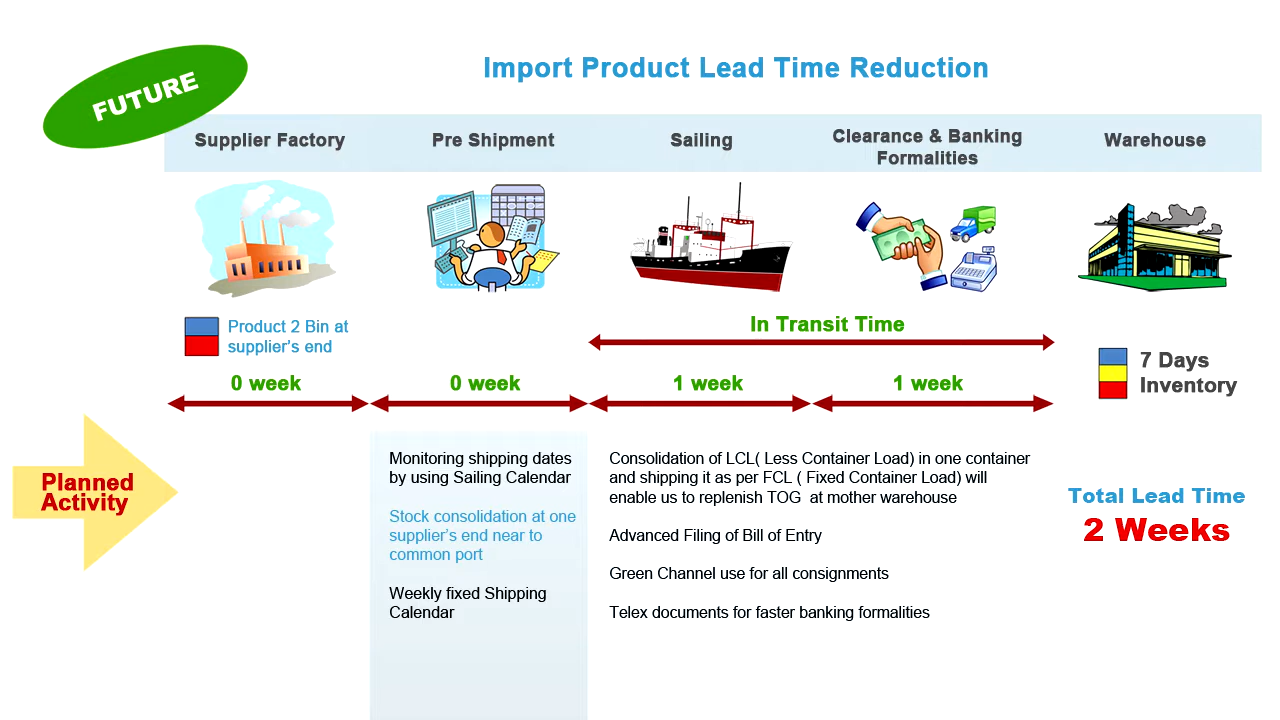 FUTURE
Import Product Lead Time Reduction
Supplier Factory
Pre Shipment
Sailing
Clearance & Banking
Formalities
Warehouse
Product 2 Bin at
supplier's end
In Transit Time
7 Days
Inventory
0 week
0 week
1 week
1 week
Planned
Activity
Monitoring shipping dates
by using Sailing Calendar
Stock consolidation at one
supplier's end near to
common port
Weekly fixed Shipping
Calendar
Consolidation of LCL( Less Container Load) in one container
and shipping it as per FCL ( Fixed Container Load) will
enable us to replenish TOG at mother warehouse
Advanced Filing of Bill of Entry
Green Channel use for all consignments
Telex documents for faster banking formalities
Total Lead Time
2 Weeks